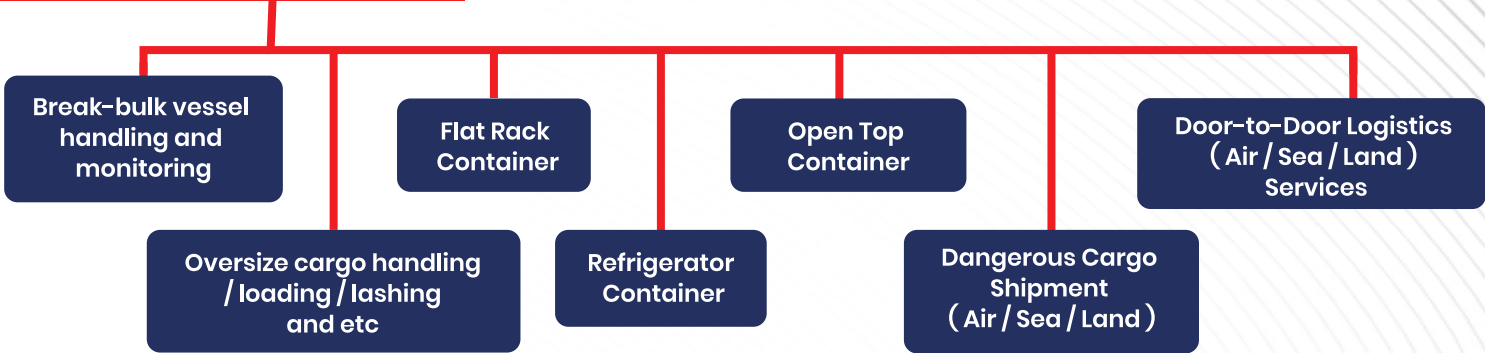 Break-bulk vessel
handling and
monitoring
Oversize cargo handling
/ loading / lashing
and etc
Flat Rack
Container
Refrigerator
Container
Open Top
Container
Dangerous Cargo
Shipment
( Air / Sea / Land )
Door-to-Door Logistics
( Air / Sea / Land )
Services